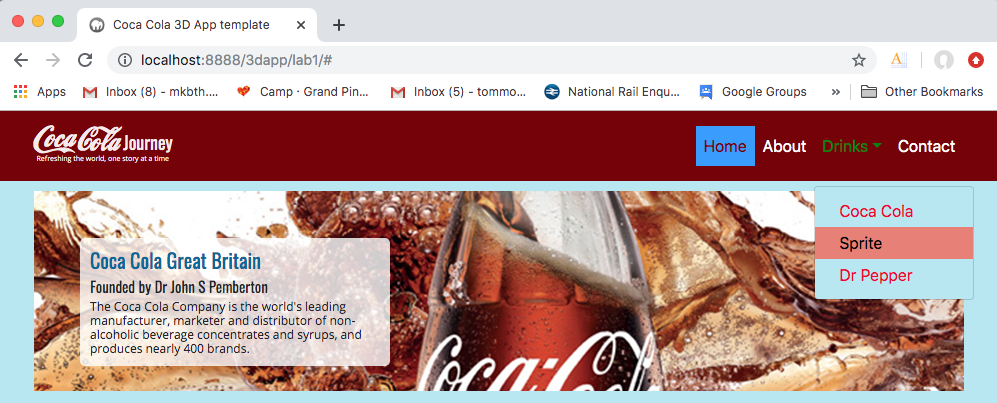 Coca Cola 3D App template
localhost:8888/3dapp/lab1/#
Apps
Inbox (8) - mkbth....
Camp · Grand Pin...
Inbox (5) - tommo...
National Rail Enqu...
Google Groups
»
Other Bookmarks
Coca-Cola Journey
Refreshing the world, one story at a time
Home About Drinks Contact
Coca Cola
Sprite
Dr Pepper
Coca Cola Great Britain
Founded by Dr John S Pemberton
The Coca Cola Company is the world's leading
manufacturer, marketer and distributor of non-
alcoholic beverage concentrates and syrups, and
produces nearly 400 brands.
Coca-Cola